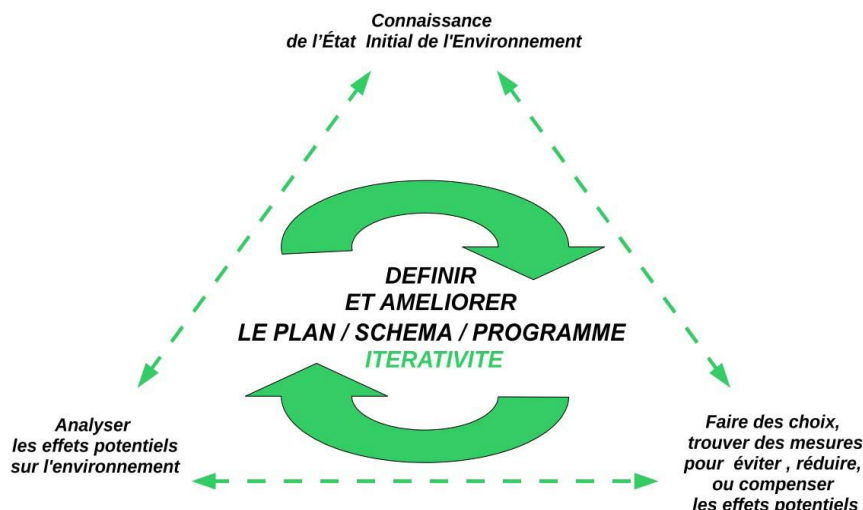 Connaissance
de l’État Initial de l'Environnement
DEFINIR
ET AMELIORER
LE PLAN / SCHEMA / PROGRAMME
ITERATIVITE
Analyser
les effets potentiels
sur l'environnement
Faire des choix,
trouver des mesures
pour éviter , réduire,
ou compenser
les effets potentiels